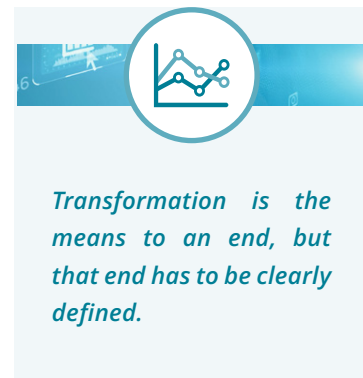 Transformation is the
means to an end, but
that end has to be clearly
defined.